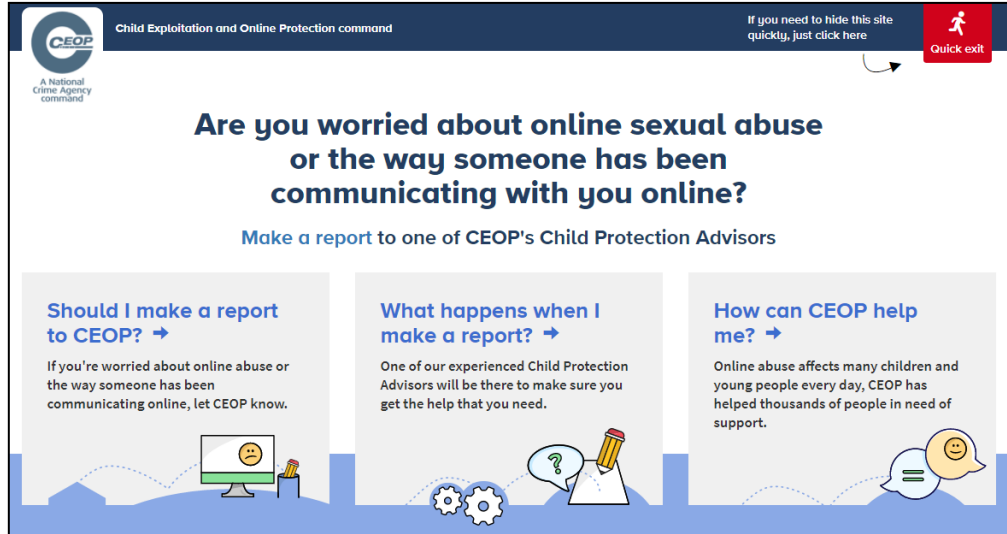 CEOP
A National
Crime Agency
command
Child Exploitation and Online Protection command
If you need to hide this site
quickly, just click here
Quick exit
Are you worried about online sexual abuse
or the way someone has been
communicating with you online?
Make a report to one of CEOP's Child Protection Advisors
Should I make a report
to CEOP? →
If you're worried about online abuse or
the way someone has been
communicating online, let CEOP know.
What happens when I
make a report? →
One of our experienced Child Protection
Advisors will be there to make sure you
get the help that you need.
?
How can CEOP help
me? →
Online abuse affects many children and
young people every day, CEOP has
helped thousands of people in need of
support.